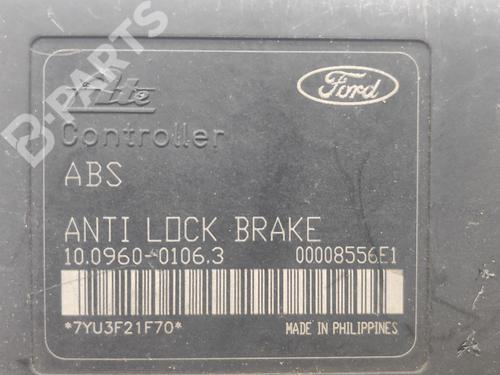 B-PARTS
Ate
Ford
Controller
ABS
ANTI LOCK BRAKE
10.0960-0106.3 00008556E1
*7YU3F21F70* MADE IN PHILIPPINES